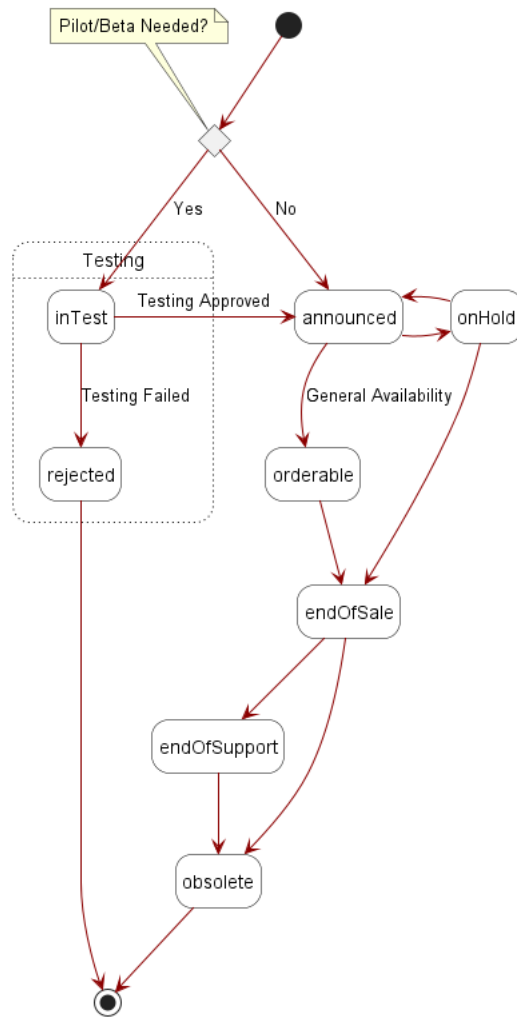 Pilot/Beta Needed?
Yes
No
Testing
inTest
Testing Approved
announced
onHold
Testing Failed
General Availability
rejected
orderable
endOfSale
endOfSupport
obsolete